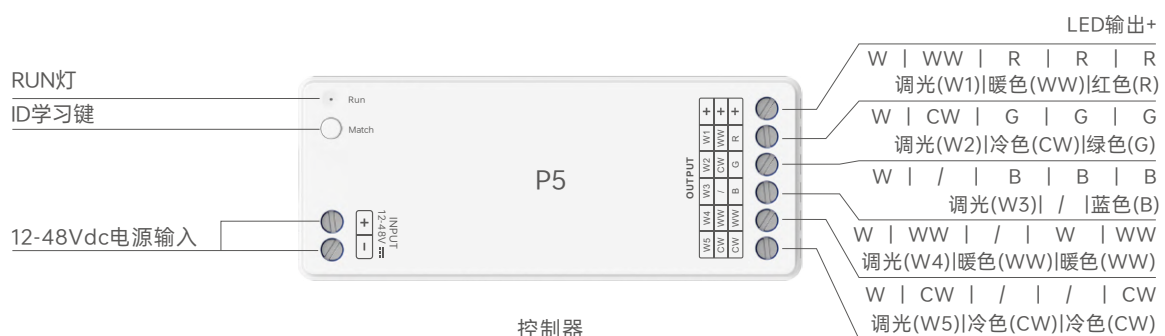 RUN灯
ID学习键
12-48Vdc电源输入
Run
Match
P5
INPUT
12-48V
+
-
OUTPUT
+ + +
W1 WW R
W2 CW G
W3 / B
W4 WW WW
W5 CW CW
控制器
LED输出+
W | WW | R | R | R
调光(W1)|暖色(WW)|红色(R)
W | CW | G | G | G
调光(W2)|冷色(CW)|绿色(G)
W | / | B | B | B
调光(W3)| / |蓝色(B)
W | WW | / | W | WW
调光(W4)|暖色(WW)|暖色(WW)
W | CW | / | / | CW
调光(W5)|冷色(CW)|冷色(CW)